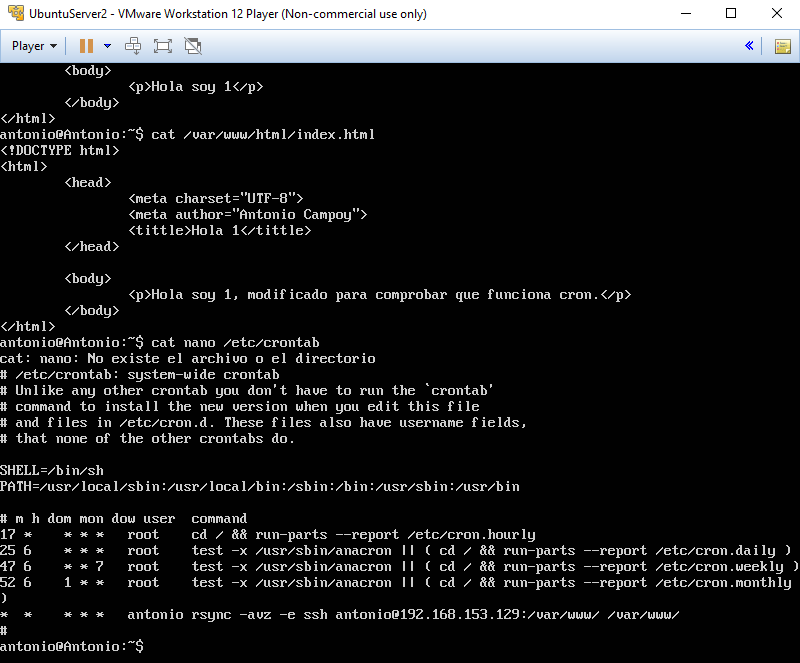 UbuntuServer2 - VMware Workstation 12 Player (Non-commercial use only)
Player
<body>
<p>Hola soy 1</p>
</body>
</html>
antonio@Antonio:~$ cat /var/www/html/index.html
<!DOCTYPE html>
<html>
<head>
<meta charset="UTF-8">
<meta author="Antonio Campoy">
<tittle>Hola 1</tittle>
</head>
<body>
<p>Hola soy 1, modificado para comprobar que funciona cron.</p>
</body>
</html>
antonio@Antonio:~$ cat nano /etc/crontab
cat: nano: No existe el archivo o el directorio
# /etc/crontab: system-wide crontab
# Unlike any other crontab you don't have to run the `crontab'
# command to install the new version when you edit this file
# and files in /etc/cron.d. These files also have username fields,
# that none of the other crontabs do.
SHELL=/bin/sh
PATH=/usr/local/sbin:/usr/local/bin:/sbin:/bin:/usr/sbin:/usr/bin
# m h dom mon dow user  command
17 *    * * *   root    cd / && run-parts --report /etc/cron.hourly
25 6    * * *   root    test -x /usr/sbin/anacron || ( cd / && run-parts --report /etc/cron.daily )
47 6    * * 7   root    test -x /usr/sbin/anacron || ( cd / && run-parts --report /etc/cron.weekly )
52 6    1 * *   root    test -x /usr/sbin/anacron || ( cd / && run-parts --report /etc/cron.monthly
)
*  *    * * *   antonio rsync -avz -e ssh antonio@192.168.153.129:/var/www/ /var/www/
#
antonio@Antonio:~$